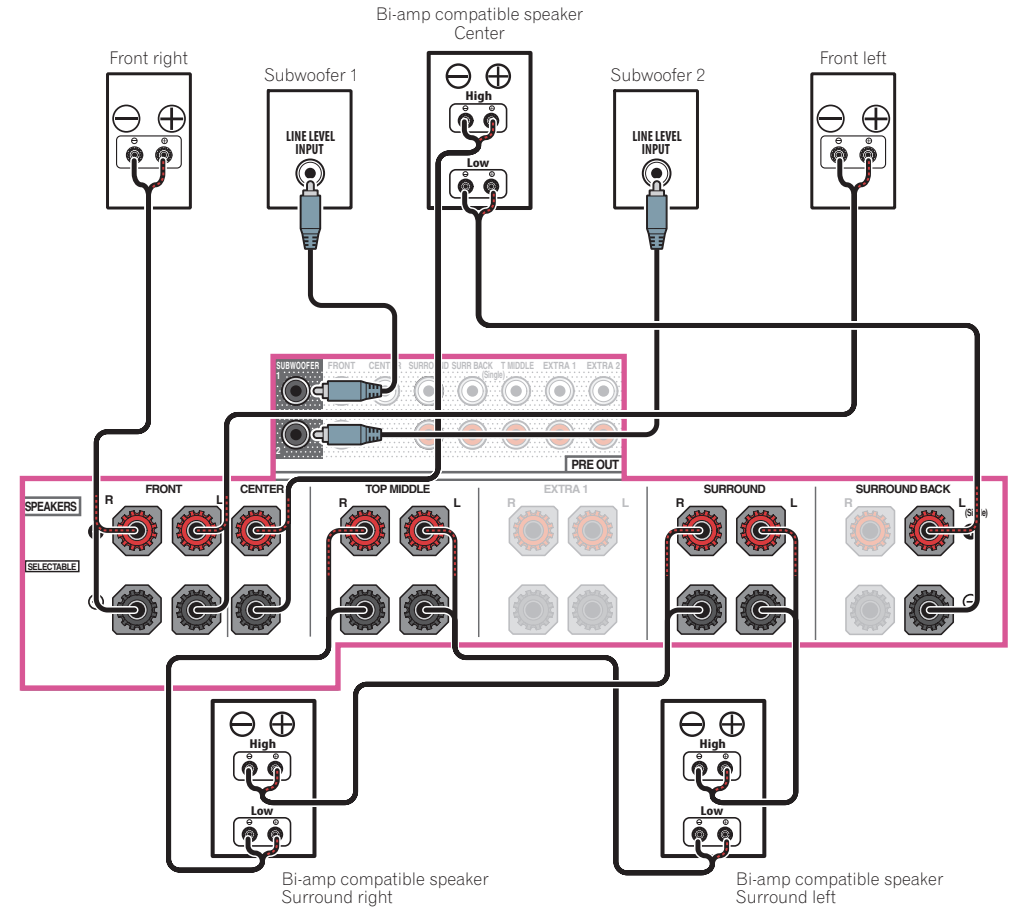 Bi-amp compatible speaker
Center
Front right
Subwoofer 1
Subwoofer 2
Front left
High
Low
LINE LEVEL
INPUT
LINE LEVEL
INPUT
SUBWOOFER
1
FRONT
SURROUND
SURR BACK
T MIDDLE
EXTRA 1
EXTRA 2
(Single)
2
PRE OUT
SPEAKERS
SELECTABLE
FRONT
R
L
CENTER
TOP MIDDLE
R
L
EXTRA 1
R
L
SURROUND
R
L
SURROUND BACK
R
L
High
Low
High
Low
Bi-amp compatible speaker
Surround right
Bi-amp compatible speaker
Surround left